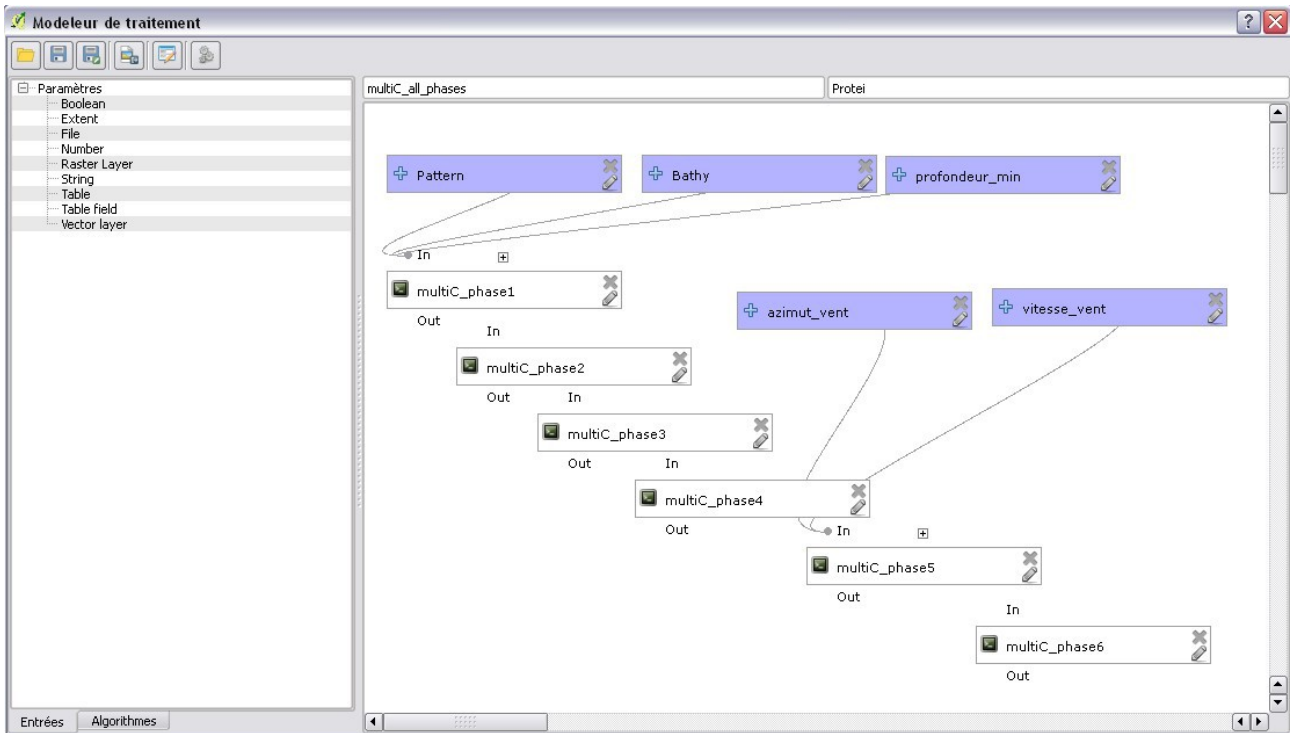 Modeleur de traitement
Paramètres
Boolean
Extent
File
Number
Raster Layer
String
Table
Table field
Vector layer
Entrées Algorithmes
multiC_all_phases Protei
Pattern Bathy profondeur_min
In
multiC_phase1
Out
azimut_vent vitesse_vent
In
multiC_phase2
Out In
multiC_phase3
Out In
multiC_phase4
Out
In
multiC_phase5
Out
In
multiC_phase6
Out